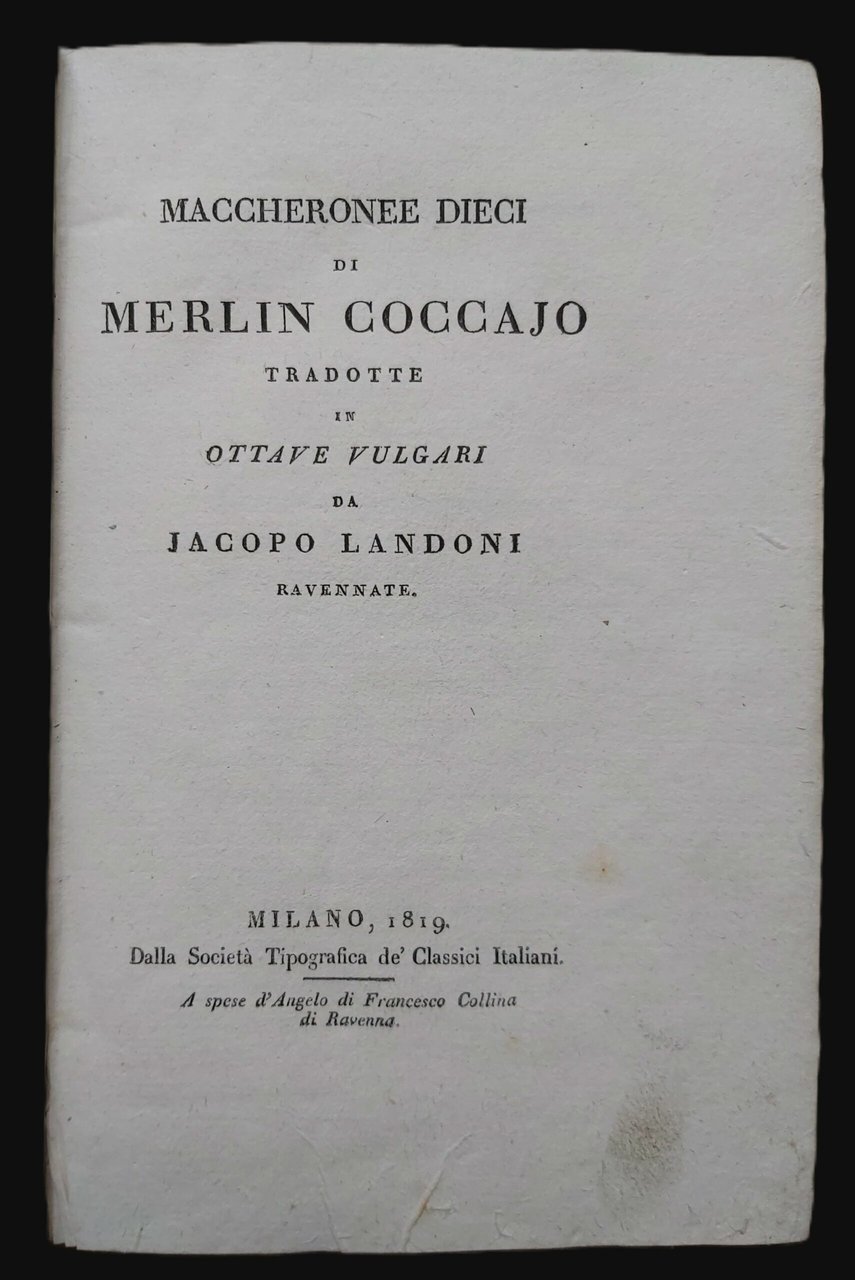 MACCHERONEE DIECI
DI
MERLIN COCCAJO
TRADOTTE
IN
OTTAVE VULGARI
DA
JACOPO LANDONI
RAVENNATE.
MILANO, 1819.
Dalla Società Tipografica de' Classici Italiani.
A spese d'Angelo di Francesco Collina
di Ravenna.